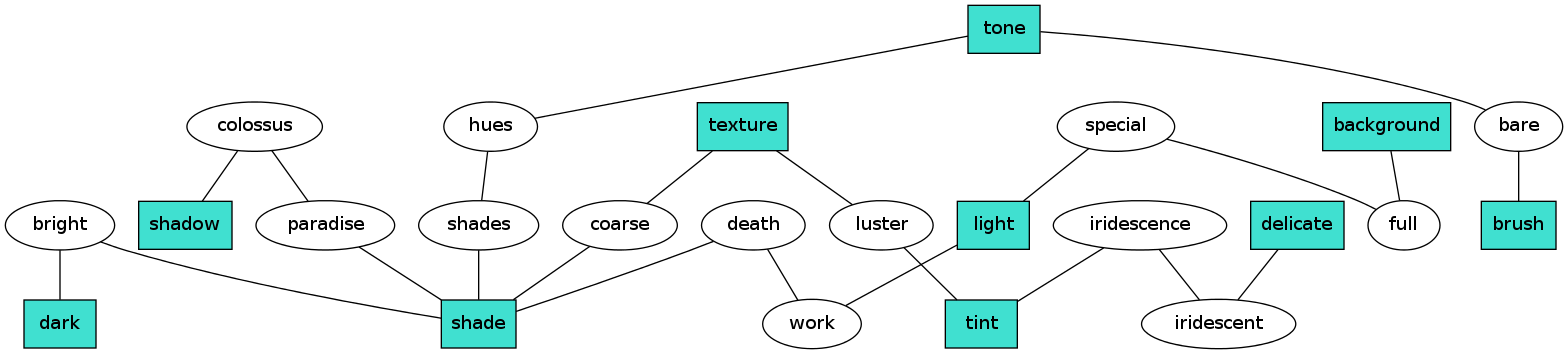 tone
colossus
hues
texture
special
background
bare
bright
shadow
paradise
shades
coarse
death
luster
light
iridescence
delicate
full
brush
dark
shade
work
tint
iridescent